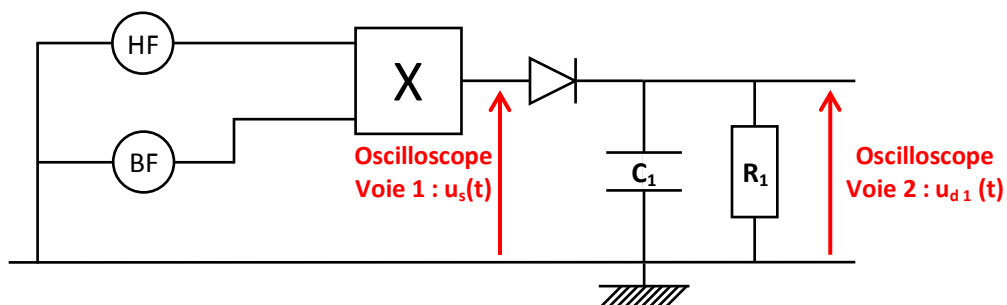 HF
X
BF
Oscilloscope
Voie 1 : us(t)
C1
R1
Oscilloscope
Voie 2 : ud 1 (t)